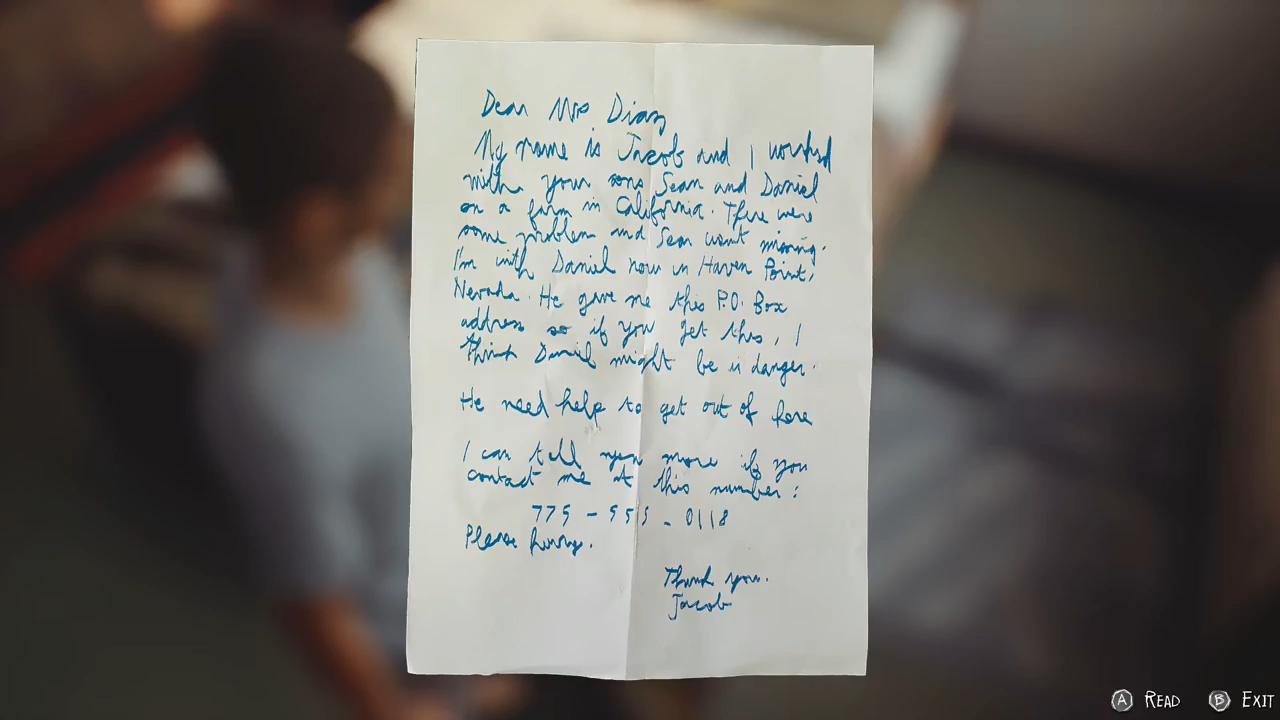 Dear Mrs Diaz
My name is Jacob and I worked
with your sons Sean and Daniel
on a farm in California. There were
some problem and Sean went missing.
I'm with Daniel now in Haven Point,
Nevada. He gave me this P.O. Box
address so if you get this, I
think Daniel might be in danger.
He need help to get out of here
I can tell you more if you
contact me at this number:
775-555-0118
Please hurry.
Thank you.
Jacob
A READ B EXIT